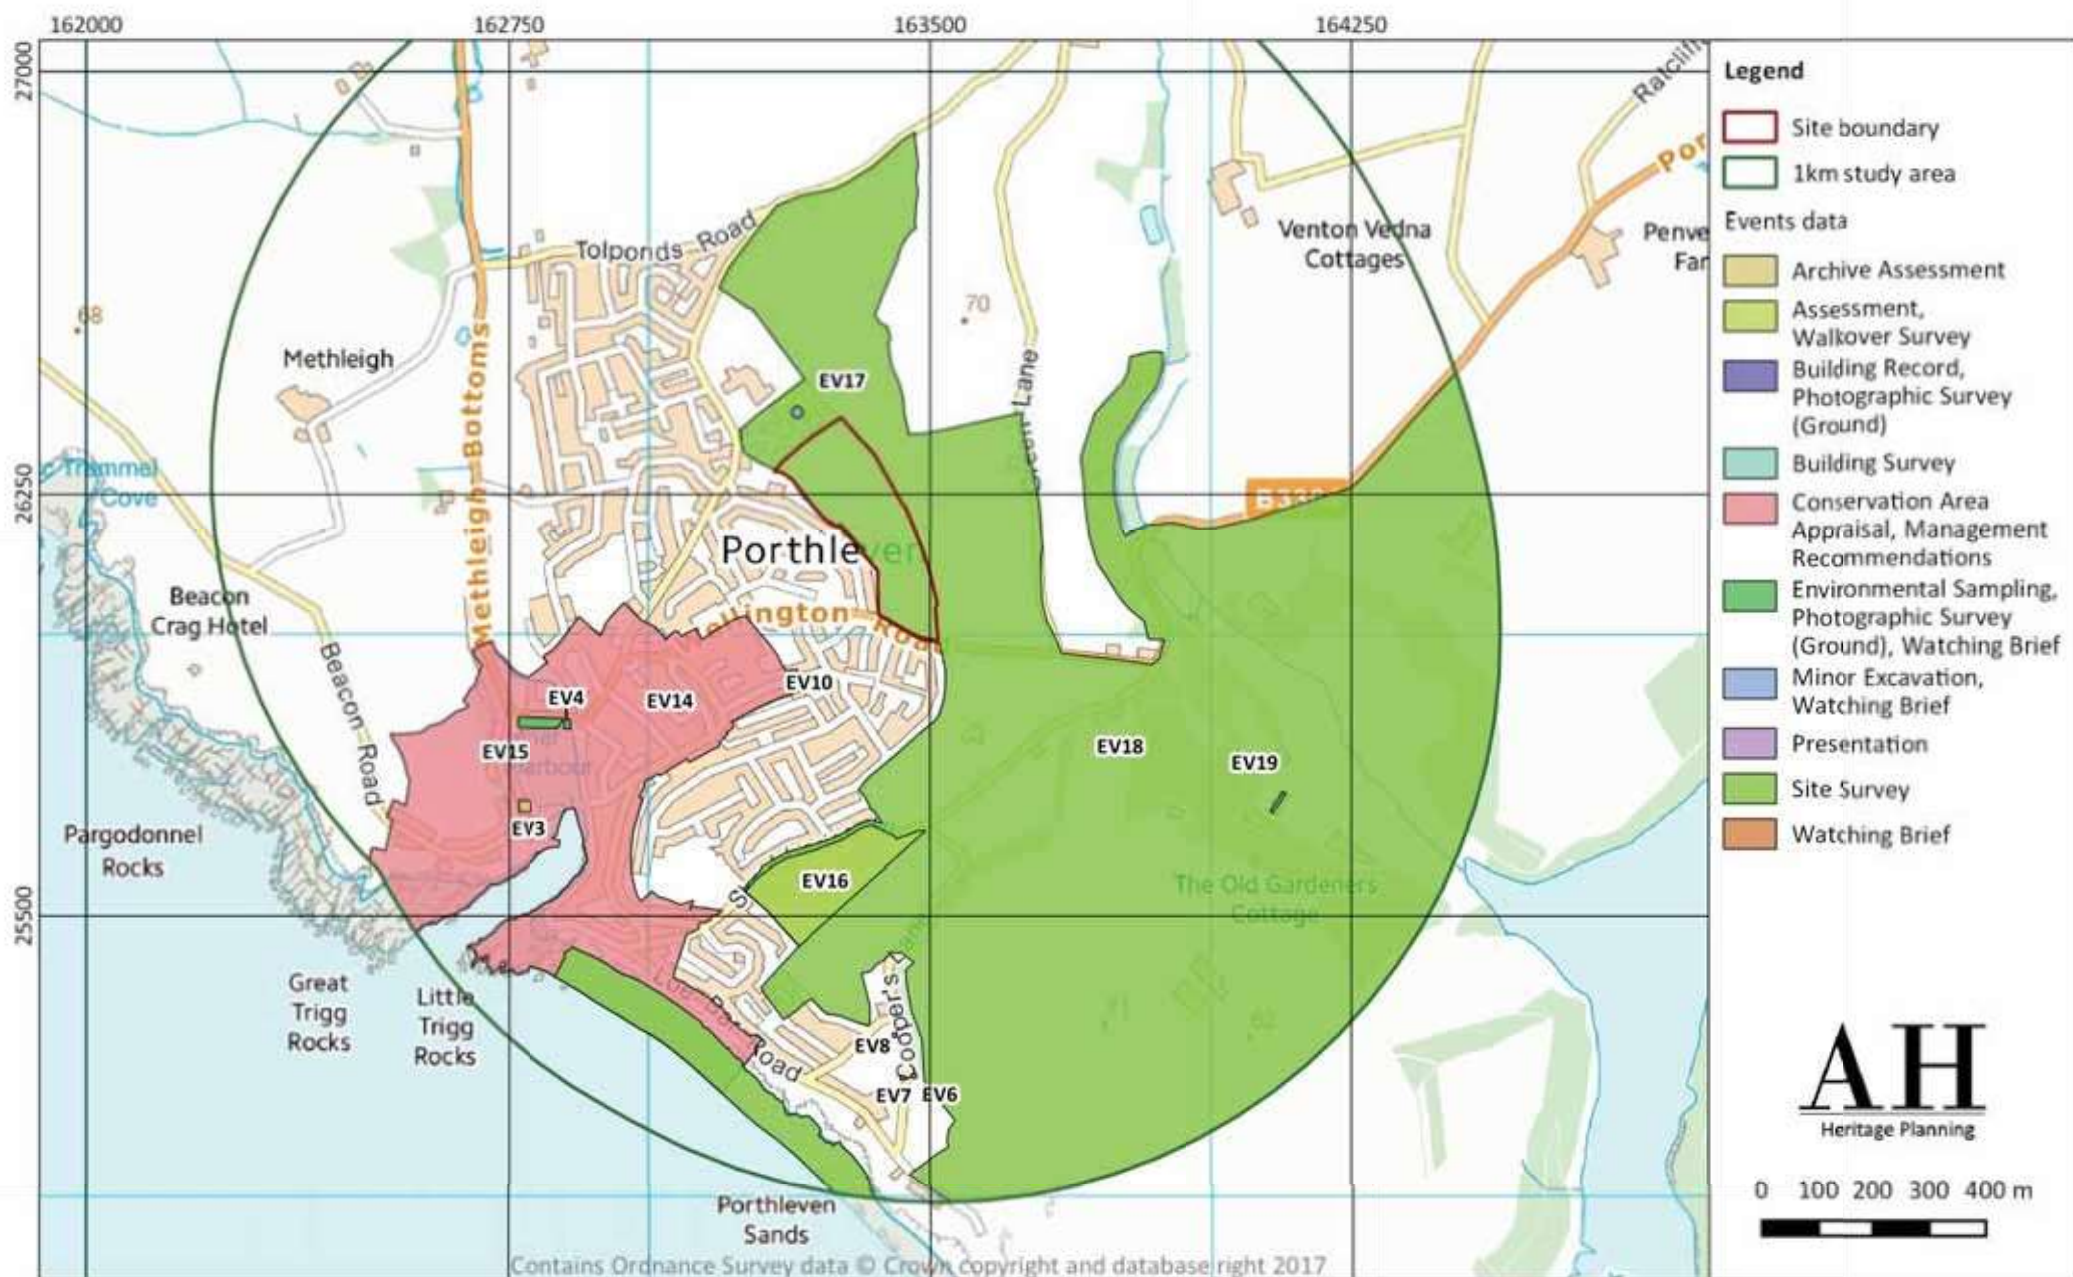 162000
162750
163500
164250
27000
26250
25500
Tolponds Road
68
Methleigh
Methleigh Bottoms
EV17
70
Lane
Venton Vedna
Cottages
Porthleven
Beacon
Crag Hotel
Beacon Road
Cove
EV4
EV14
EV10
EV15
Harbour
EV3
EV18
EV19
EV16
The Old Gardeners
Cottage
Pargodonnel
Rocks
Great
Trigg
Rocks
Little
Trigg
Rocks
Road
Cooper's
EV8
EV7
EV6
62
Porthleven
Sands
Contains Ordnance Survey data © Crown copyright and database right 2017
Legend
Site boundary
1km study area
Events data
Archive Assessment
Assessment,
Walkover Survey
Building Record,
Photographic Survey
(Ground)
Building Survey
Conservation Area
Appraisal, Management
Recommendations
Environmental Sampling,
Photographic Survey
(Ground), Watching Brief
Minor Excavation,
Watching Brief
Presentation
Site Survey
Watching Brief
AH
Heritage Planning
0 100 200 300 400 m